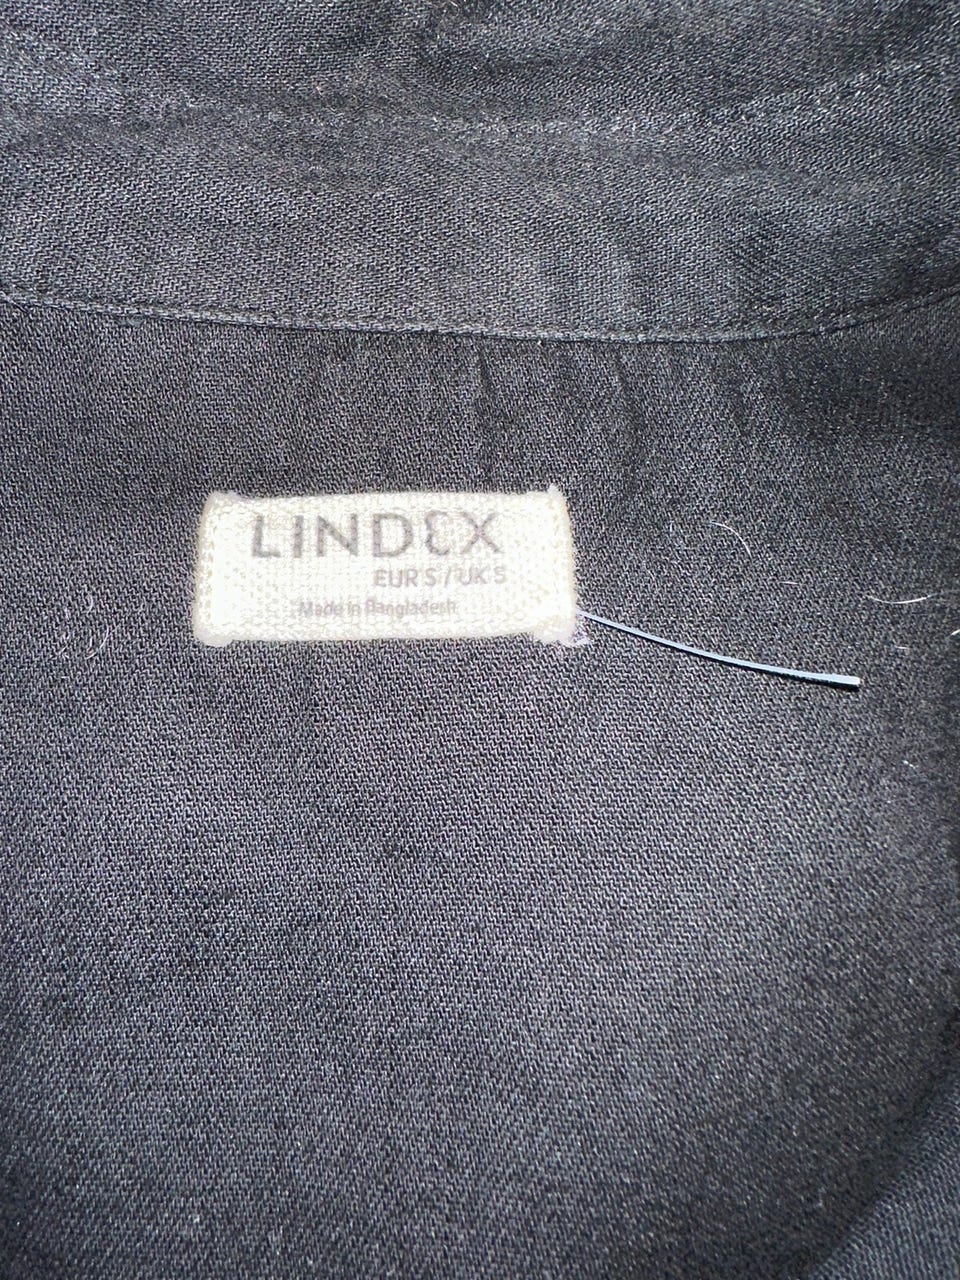 LINDEX
EUR S / UK S
Made in Bangladesh